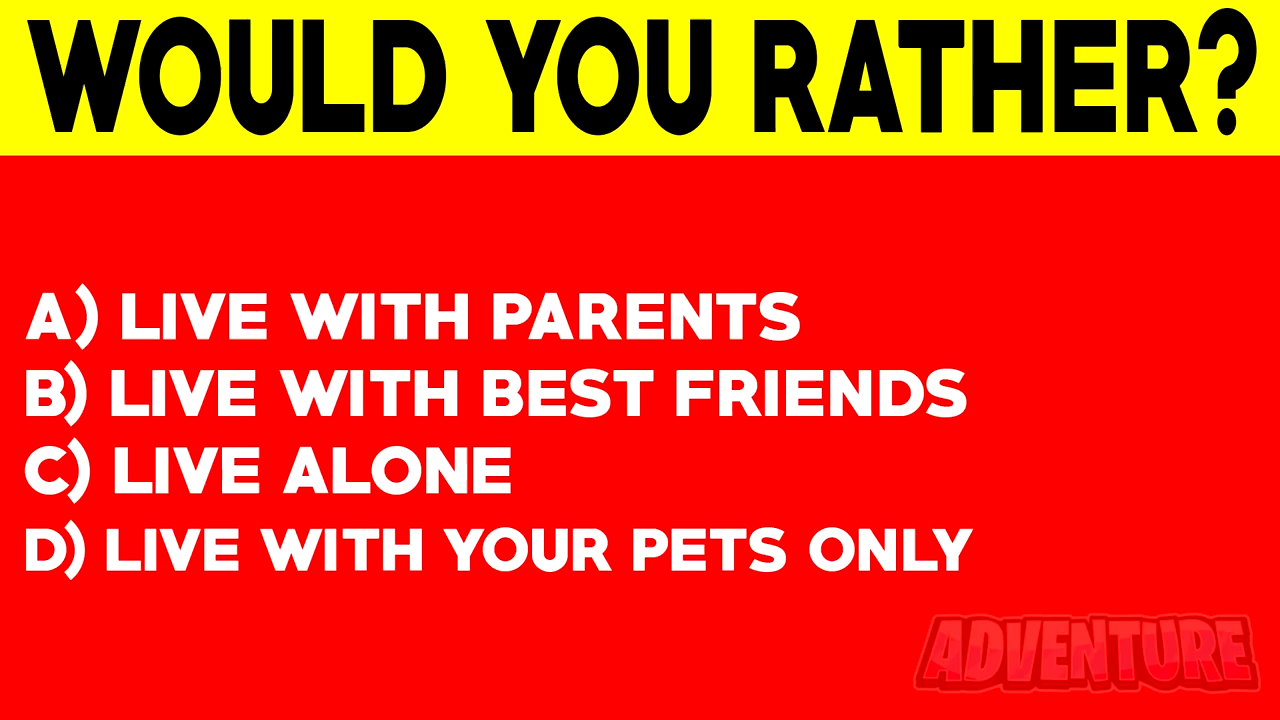 WOULD YOU RATHER?
A) LIVE WITH PARENTS
B) LIVE WITH BEST FRIENDS
C) LIVE ALONE
D) LIVE WITH YOUR PETS ONLY
ADVENTURE